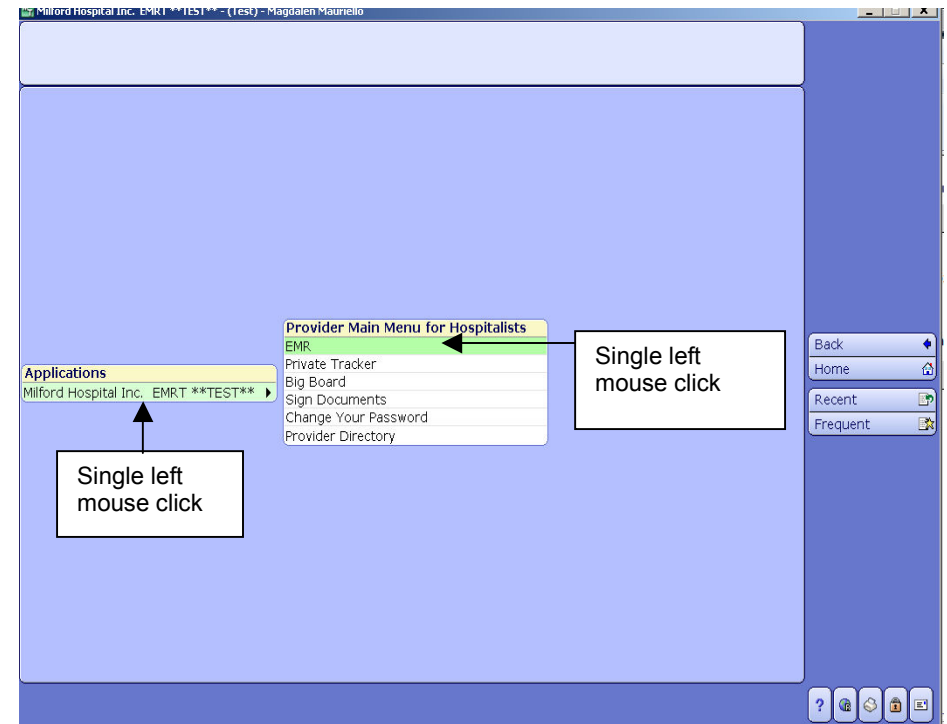 Milford Hospital Inc. EMRT **TEST** - (Test) - Magdalen Mauriello
Provider Main Menu for Hospitalists
EMR
Private Tracker
Big Board
Sign Documents
Change Your Password
Provider Directory
Single left
mouse click
Applications
Milford Hospital Inc. EMRT **TEST**
Single left
mouse click
Back
Home
Recent
Frequent
?